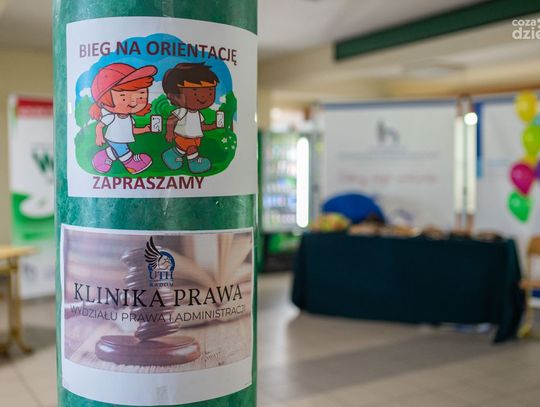 BIEG NA ORIENTACJĘ
ZAPRASZAMY
UTH
RADOM
KLINIKA PRAWA
WYDZIAŁU PRAWA I ADMINISTRACJI